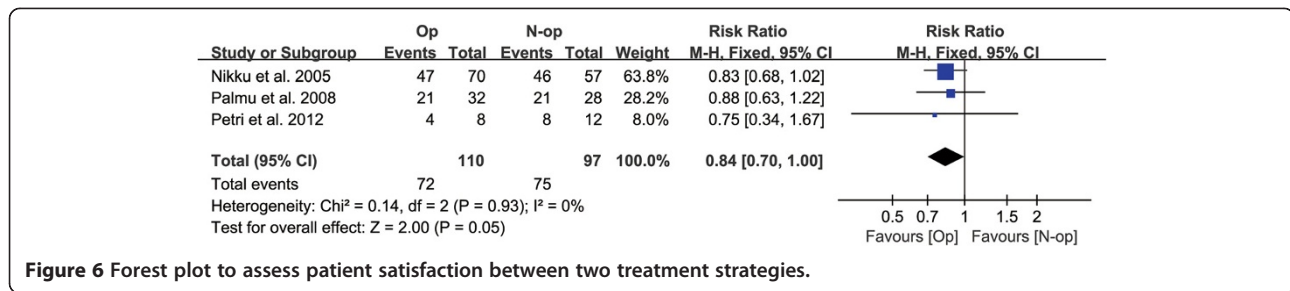 Op N-op Risk Ratio Risk Ratio
Study or Subgroup Events Total Events Total Weight M-H, Fixed, 95% CI M-H, Fixed, 95% CI
Nikku et al. 2005 47 70 46 57 63.8% 0.83 [0.68, 1.02]
Palmu et al. 2008 21 32 21 28 28.2% 0.88 [0.63, 1.22]
Petri et al. 2012 4 8 8 12 8.0% 0.75 [0.34, 1.67]
Total (95% CI) 110 97 100.0% 0.84 [0.70, 1.00]
Total events 72 75
Heterogeneity: Chi² = 0.14, df = 2 (P = 0.93); I² = 0%
Test for overall effect: Z = 2.00 (P = 0.05)
0.5 0.7 1 1.5 2
Favours [Op] Favours [N-op]
Figure 6 Forest plot to assess patient satisfaction between two treatment strategies.